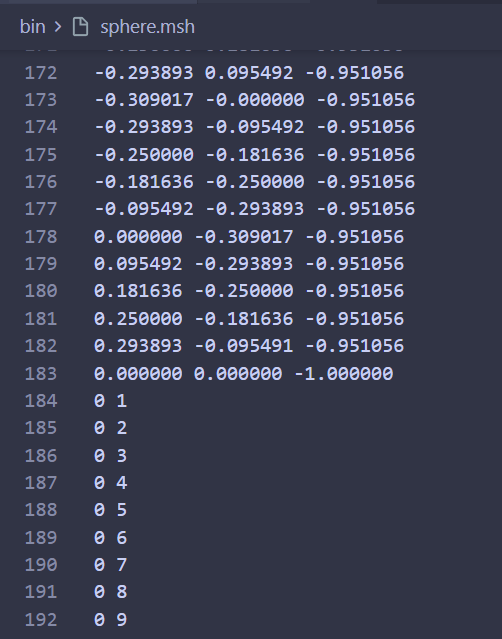 bin > sphere.msh
172 -0.293893 0.095492 -0.951056
173 -0.309017 -0.000000 -0.951056
174 -0.293893 -0.095492 -0.951056
175 -0.250000 -0.181636 -0.951056
176 -0.181636 -0.250000 -0.951056
177 -0.095492 -0.293893 -0.951056
178 0.000000 -0.309017 -0.951056
179 0.095492 -0.293893 -0.951056
180 0.181636 -0.250000 -0.951056
181 0.250000 -0.181636 -0.951056
182 0.293893 -0.095491 -0.951056
183 0.000000 0.000000 -1.000000
184 0 1
185 0 2
186 0 3
187 0 4
188 0 5
189 0 6
190 0 7
191 0 8
192 0 9